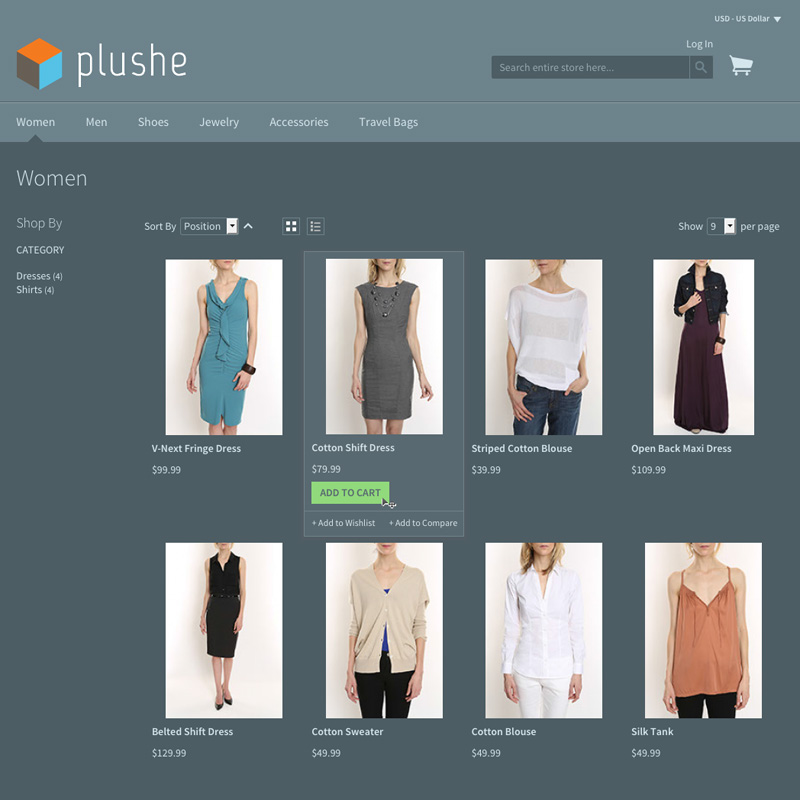 USD - US Dollar
Log In
plushe
Search entire store here...
Women Men Shoes Jewelry Accessories Travel Bags
Women
Shop By
Sort By Position
Show 9 per page
CATEGORY
Dresses (4)
Shirts (4)
V-Next Fringe Dress
$99.99
Cotton Shift Dress
$79.99
ADD TO CART
+ Add to Wishlist + Add to Compare
Striped Cotton Blouse
$39.99
Open Back Maxi Dress
$109.99
Belted Shift Dress
$129.99
Cotton Sweater
$49.99
Cotton Blouse
$49.99
Silk Tank
$49.99